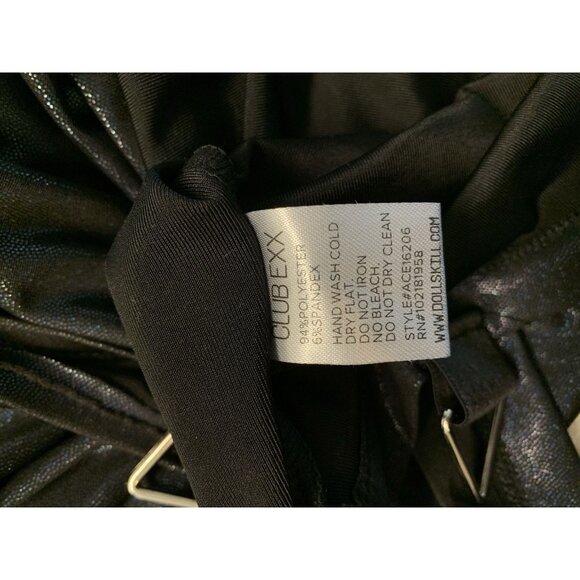 CLUB EXX
94%POLYESTER
6%SPANDEX
HAND WASH COLD
DRY FLAT.
DO NOT IRON
NO BLEACH.
DO NOT DRY CLEAN
STYLE#ACE16206
RN#102181958
WWW.DOLLSKILL.COM